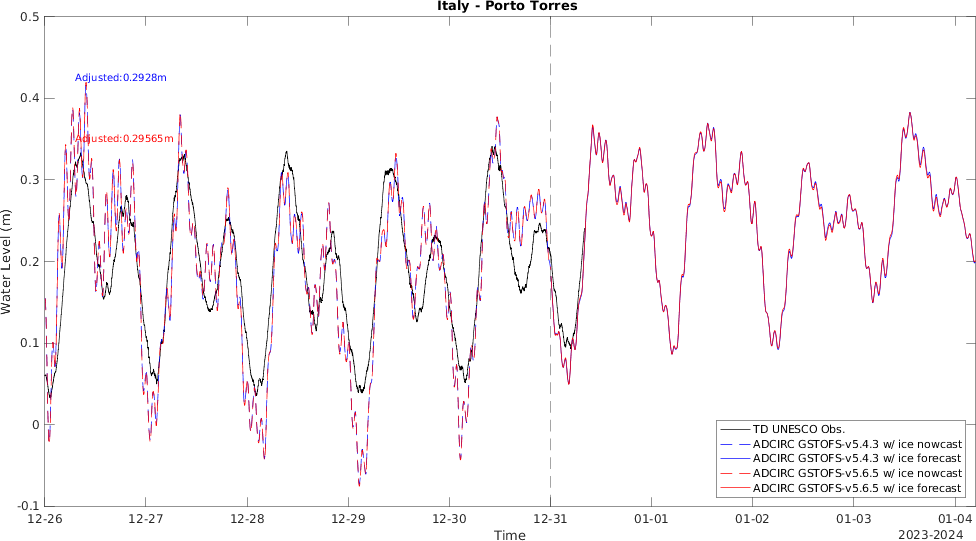 Italy - Porto Torres
0.5
Adjusted:0.2928m
0.4
Adjusted:0.29565m
0.3
Water Level (m)
0.2
0.1
0
-0.1
TD UNESCO Obs.
ADCIRC GSTOFS-v5.4.3 w/ ice nowcast
ADCIRC GSTOFS-v5.4.3 w/ ice forecast
ADCIRC GSTOFS-v5.6.5 w/ ice nowcast
ADCIRC GSTOFS-v5.6.5 w/ ice forecast
12-26 12-27 12-28 12-29 12-30 12-31 01-01 01-02 01-03 01-04
Time
2023-2024